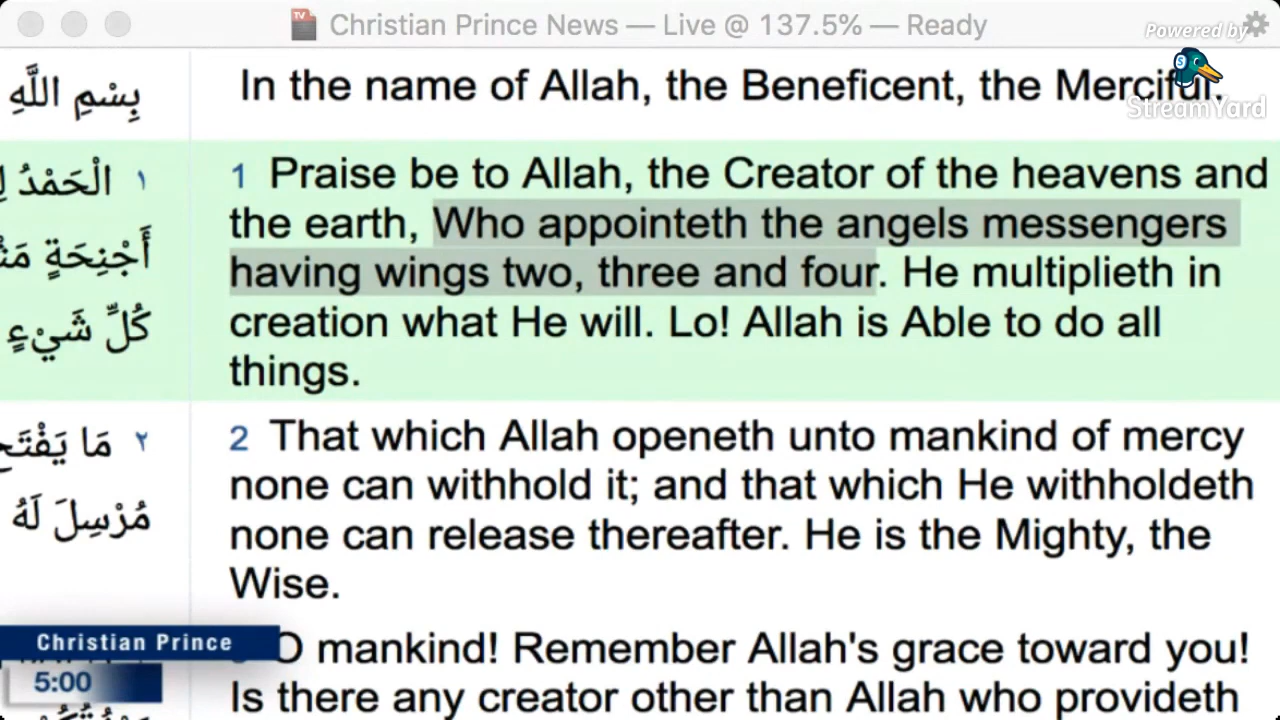 Christian Prince News — Live @ 137.5% — Ready
Powered by
StreamYard
بِسْمِ اللَّهِ
In the name of Allah, the Beneficent, the Merciful.
١ الْحَمْدُ
1 Praise be to Allah, the Creator of the heavens and
the earth, Who appointeth the angels messengers
أَجْنِحَةٍ
having wings two, three and four. He multiplieth in
كُلِّ شَيْءٍ
creation what He will. Lo! Allah is Able to do all
things.
٢ مَا يَفْتَحِ
2 That which Allah openeth unto mankind of mercy
none can withhold it; and that which He withholdeth
مُرْسِلَ لَهُ
none can release thereafter. He is the Mighty, the
Wise.
Christian Prince
O mankind! Remember Allah's grace toward you!
5:00
Is there any creator other than Allah who provideth